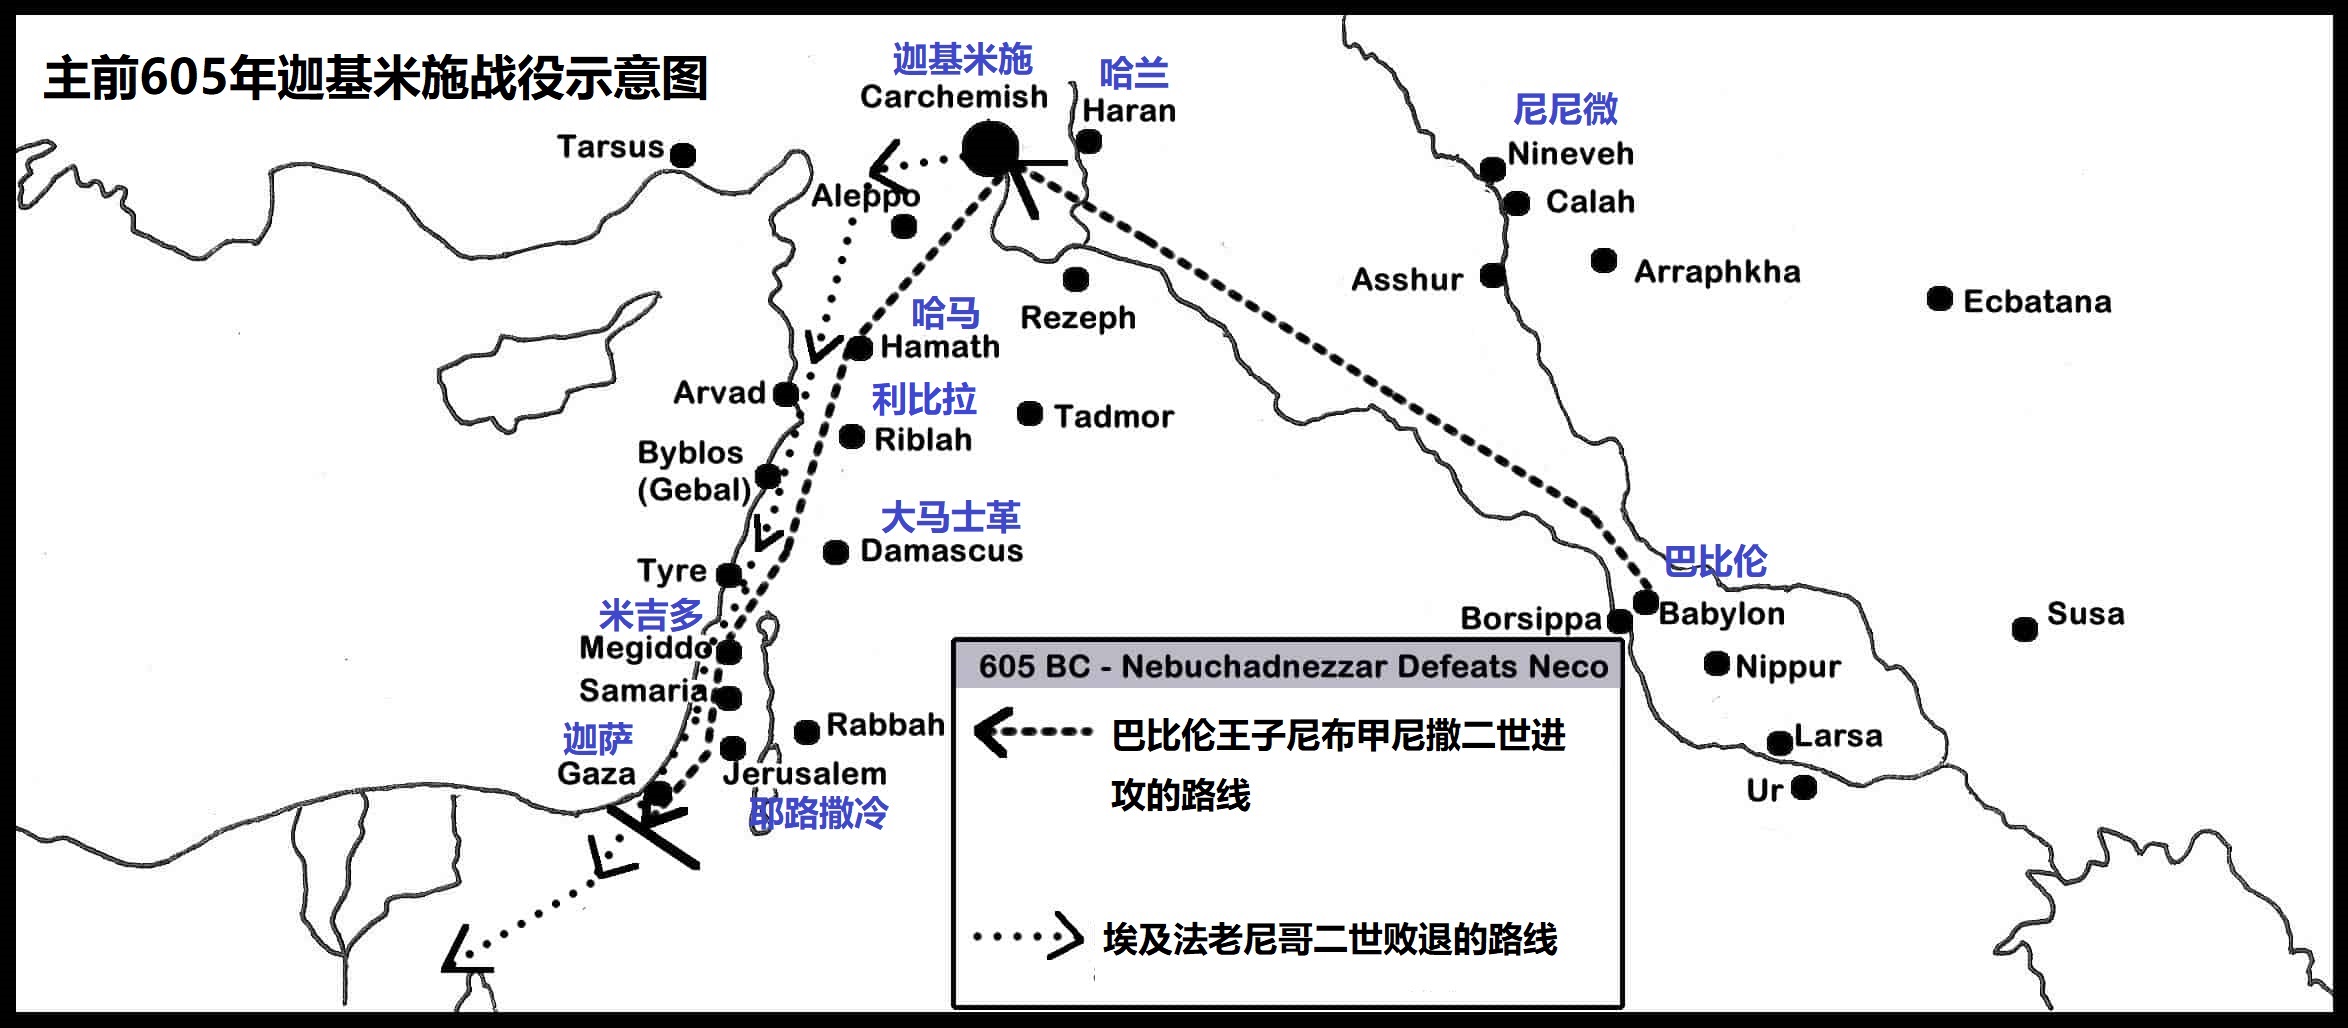 主前605年迦基米施战役示意图
迦基米施
Carchemish
哈兰
Haran
尼尼微
Nineveh
Tarsus
Aleppo
Calah
Asshur
Arraphkha
Ecbatana
Rezeph
哈马
Hamath
Arvad
利比拉
Riblah
Tadmor
Byblos
(Gebal)
大马士革
Damascus
Tyre
巴比伦
Babylon
Borsippa
Susa
米吉多
Megiddo
Samaria
Nippur
Rabbah
Larsa
迦萨
Gaza
Jerusalem
耶路撒冷
Ur
605 BC - Nebuchadnezzar Defeats Neco
巴比伦王子尼布甲尼撒二世进
攻的路线
埃及法老尼哥二世败退的路线